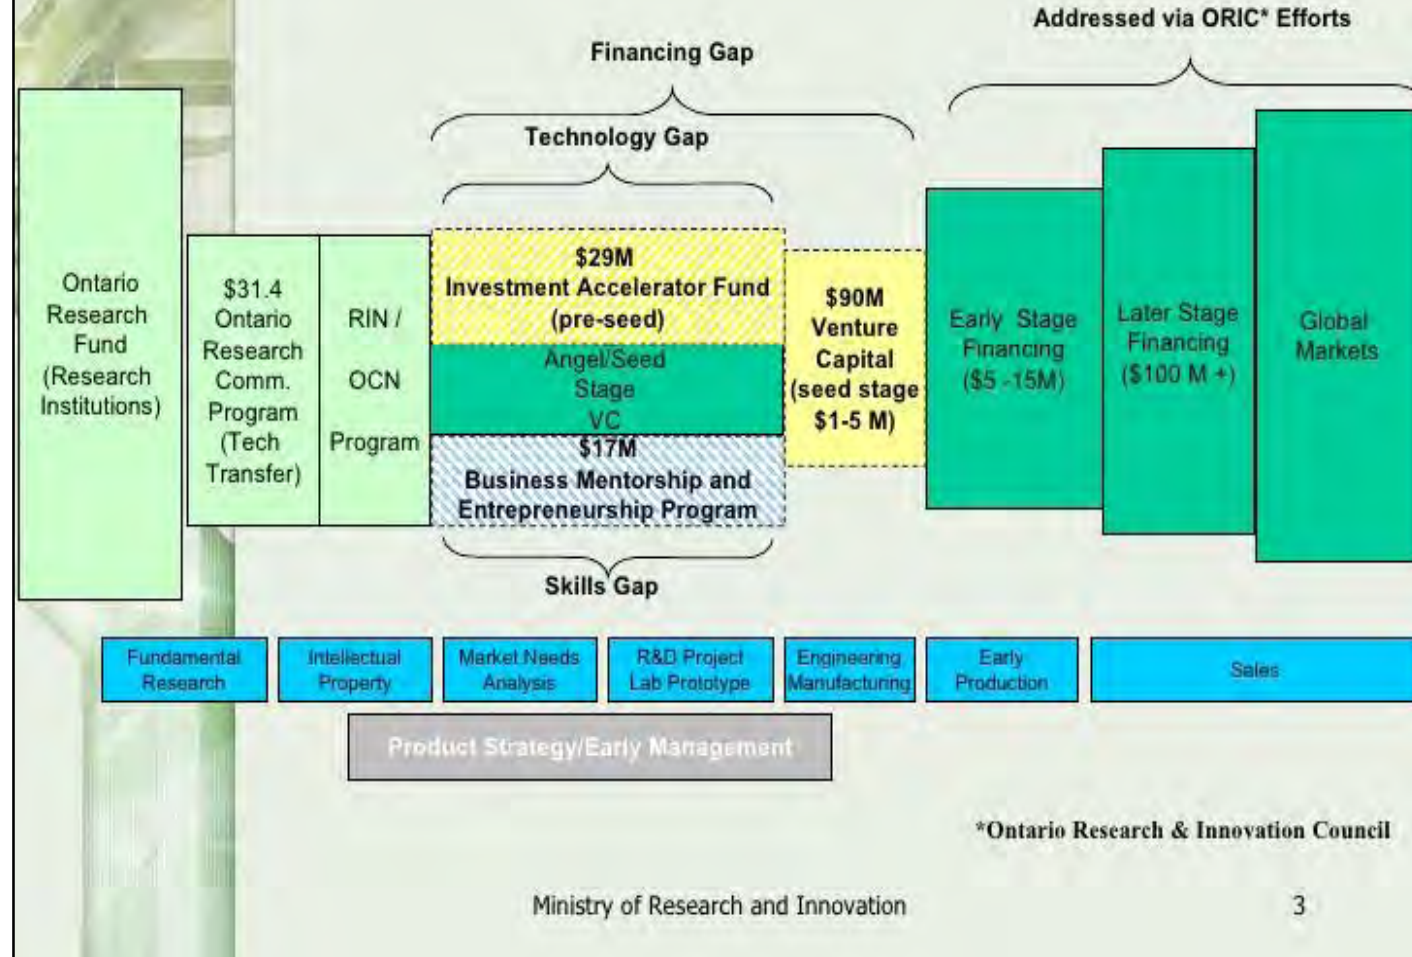 Addressed via ORIC* Efforts
Financing Gap
Technology Gap
Ontario
Research
Fund
(Research
Institutions)
$31.4
Ontario
Research
Comm.
Program
(Tech
Transfer)
RIN /
OCN
Program
$29M
Investment Accelerator Fund
(pre-seed)
Angel/Seed
Stage
VC
$17M
Business Mentorship and
Entrepreneurship Program
$90M
Venture
Capital
(seed stage
$1-5 M)
Early Stage
Financing
($5 -15M)
Later Stage
Financing
($100 M +)
Global
Markets
Skills Gap
Fundamental
Research
Intellectual
Property
Market Needs
Analysis
R&D Project
Lab Prototype
Engineering
Manufacturing
Early
Production
Sales
Product Strategy/Early Management
*Ontario Research & Innovation Council
Ministry of Research and Innovation
3